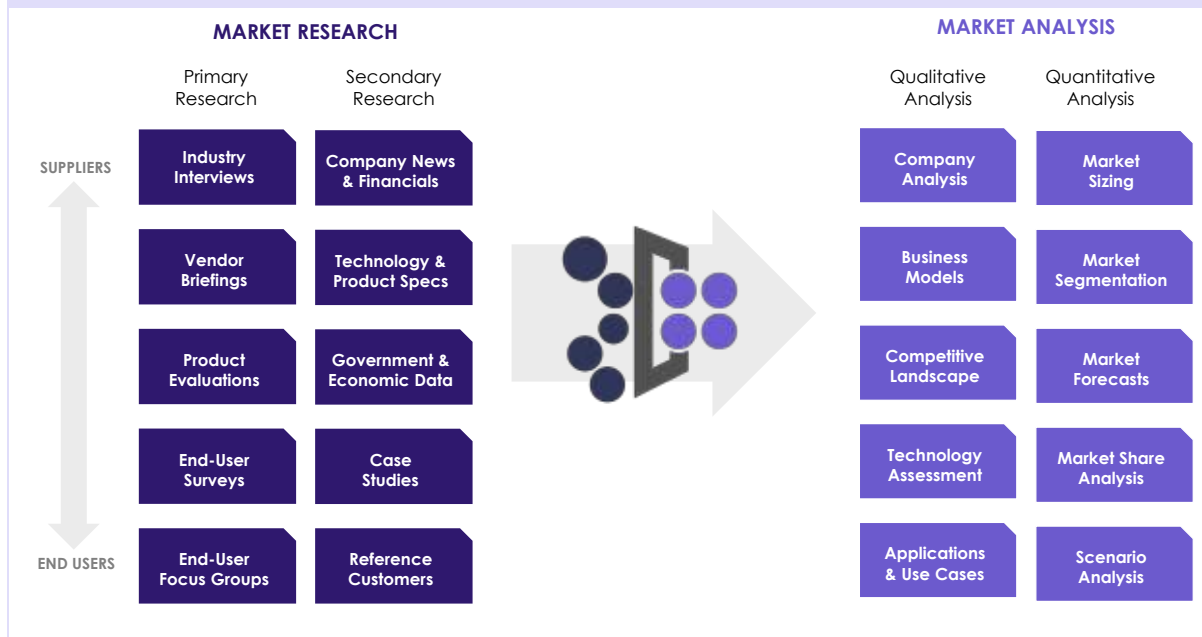 MARKET RESEARCH
MARKET ANALYSIS
Primary
Research
Secondary
Research
Qualitative
Analysis
Quantitative
Analysis
SUPPLIERS
Industry
Interviews
Company News
& Financials
Company
Analysis
Market
Sizing
Vendor
Briefings
Technology &
Product Specs
Business
Models
Market
Segmentation
Product
Evaluations
Government &
Economic Data
Competitive
Landscape
Market
Forecasts
End-User
Surveys
Case
Studies
Technology
Assessment
Market Share
Analysis
END USERS
End-User
Focus Groups
Reference
Customers
Applications
& Use Cases
Scenario
Analysis